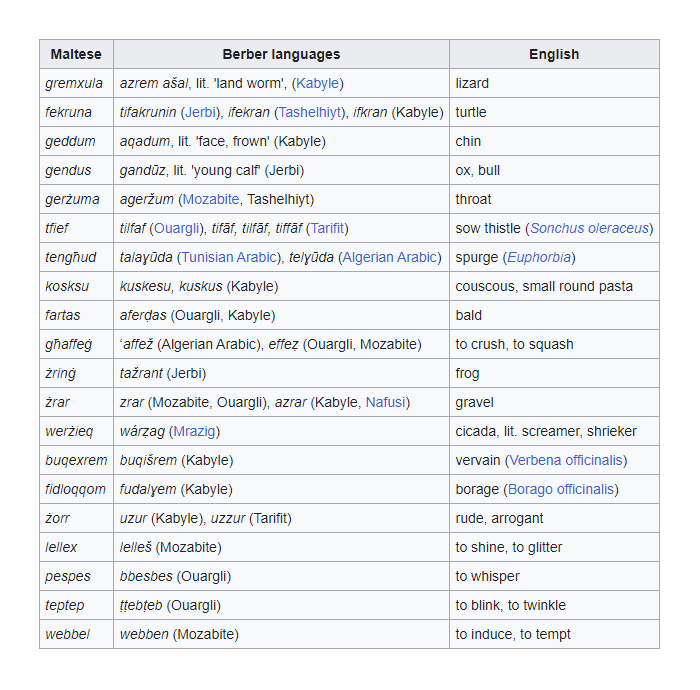 Maltese Berber languages English
gremxula azrem ašal, lit. 'land worm', (Kabyle) lizard
fekruna tifakrunin (Jerbi), ifekran (Tashelhiyt), ifkran (Kabyle) turtle
geddum aqadum, lit. 'face, frown' (Kabyle) chin
gendus gandūz, lit. 'young calf' (Jerbi) ox, bull
gerżuma ageržum (Mozabite, Tashelhiyt) throat
tfief tilfaf (Ouargli), tifāf, tilfāf, tiffāf (Tarifit) sow thistle (Sonchus oleraceus)
tengħud talaɣūda (Tunisian Arabic), telɣūda (Algerian Arabic) spurge (Euphorbia)
kosksu kuskesu, kuskus (Kabyle) couscous, small round pasta
fartas aferḍas (Ouargli, Kabyle) bald
għaffeġ ʻaffež (Algerian Arabic), effeẓ (Ouargli, Mozabite) to crush, to squash
żrinġ tažrant (Jerbi) frog
żrar zrar (Mozabite, Ouargli), azrar (Kabyle, Nafusi) gravel
werżieq wárẓag (Mrazig) cicada, lit. screamer, shrieker
buqexrem buqišrem (Kabyle) vervain (Verbena officinalis)
fidloqqom fudalɣem (Kabyle) borage (Borago officinalis)
żorr uzur (Kabyle), uzzur (Tarifit) rude, arrogant
lellex lelleš (Mozabite) to shine, to glitter
pespes bbesbes (Ouargli) to whisper
teptep ṭṭebṭeb (Ouargli) to blink, to twinkle
webbel webben (Mozabite) to induce, to tempt